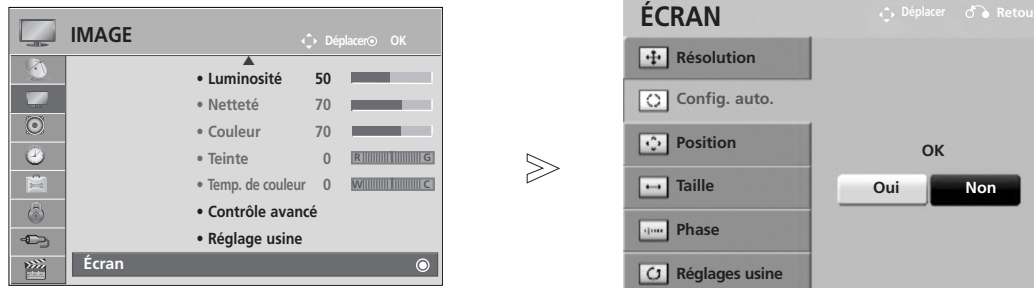 IMAGE
Déplacer OK
• Luminosité 50
• Netteté 70
• Couleur 70
• Teinte 0 R G
• Temp. de couleur 0 W C
• Contrôle avancé
• Réglage usine
Écran
ÉCRAN
Déplacer Retou
Résolution
Config. auto.
Position
Taille
Phase
Réglages usine
OK
Oui Non